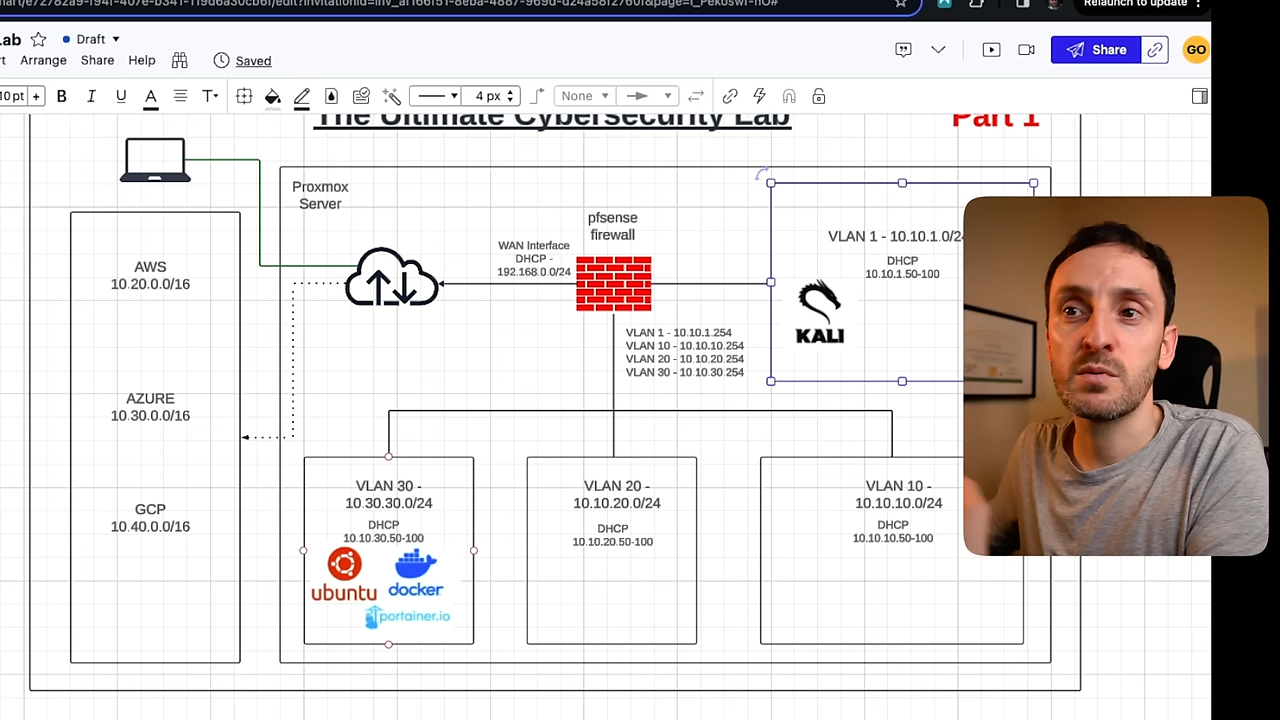 Relaunch to update
Lab
Draft
Arrange
Share
Help
Saved
Share
GO
10 pt
+
B
I
U
A
T
4 px
None
The Ultimate Cybersecurity Lab
Part 1
Proxmox
Server
pfsense
firewall
WAN Interface
DHCP -
192.168.0.0/24
VLAN 1 - 10.10.1.0/24
DHCP
10.10.1.50-100
KALI
AWS
10.20.0.0/16
VLAN 1 - 10.10.1.254
VLAN 10 - 10.10.10.254
VLAN 20 - 10.10.20.254
VLAN 30 - 10 10.30 254
AZURE
10.30.0.0/16
GCP
10.40.0.0/16
VLAN 30 -
10.30.30.0/24
DHCP
10.10.30.50-100
ubuntu
docker
portainer.io
VLAN 20 -
10.10.20.0/24
DHCP
10.10.20.50-100
VLAN 10 -
10.10.10.0/24
DHCP
10.10.10.50-100